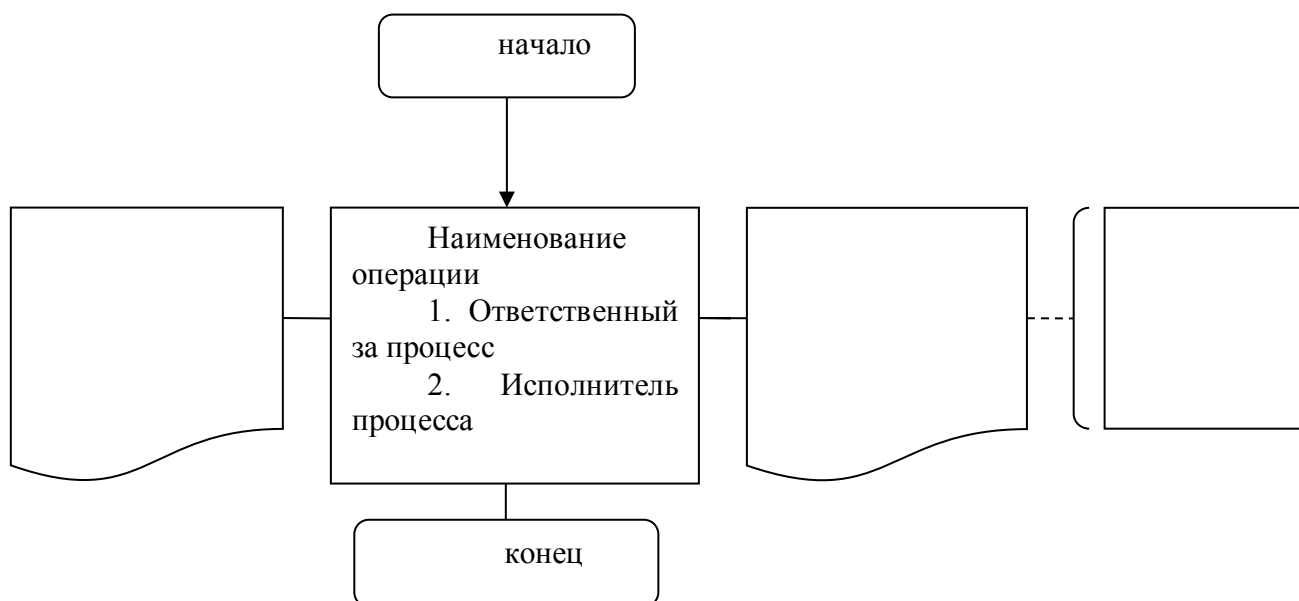 начало
Наименование
операции
1. Ответственный
за процесс
2. Исполнитель
процесса
конец